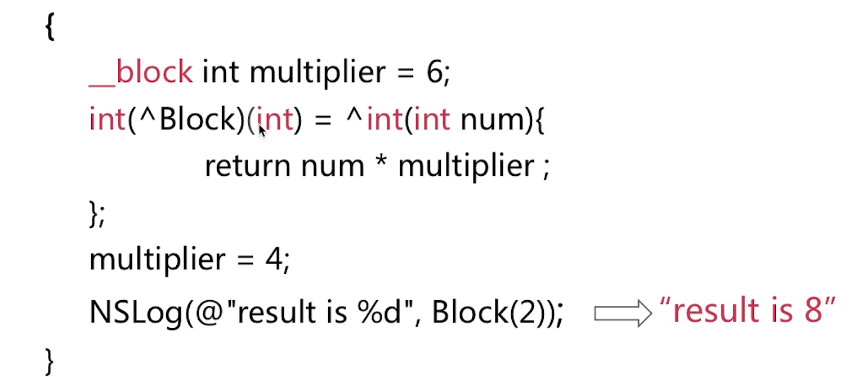 {
__block int multiplier = 6;
int(^Block)(int) = ^int(int num){
return num * multiplier ;
};
multiplier = 4;
NSLog(@"result is %d", Block(2)); “result is 8”
}